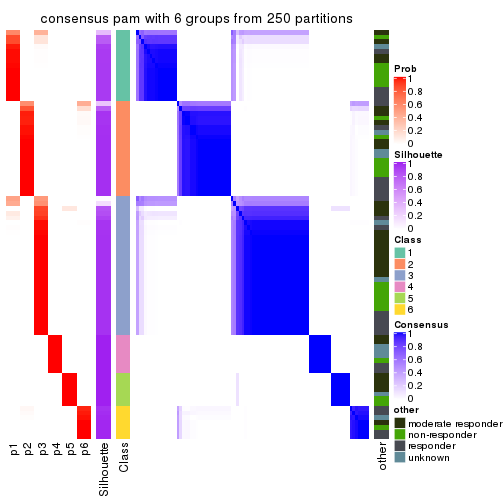 consensus pam with 6 groups from 250 partitions
Prob
1
0.8
0.6
0.4
0.2
0
Silhouette
1
0.8
0.6
0.4
0.2
0
Class
1
2
3
4
5
6
Consensus
1
0.8
0.6
0.4
0.2
0
other
moderate responder
non-responder
responder
unknown
p1
p2
p3
p4
p5
p6
Silhouette
Class
other